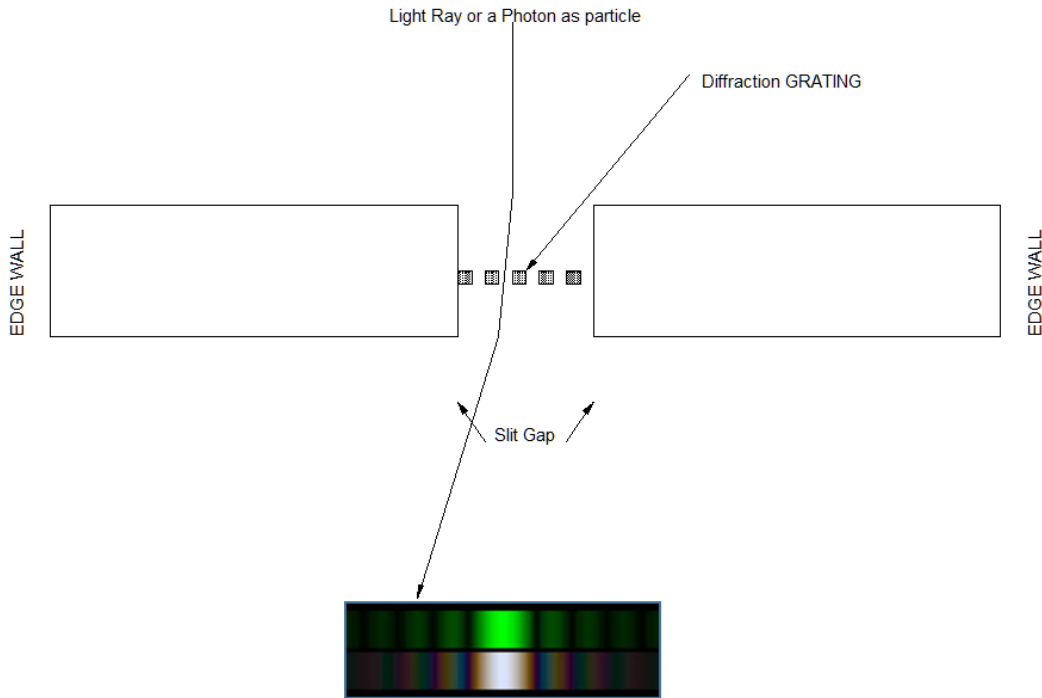 Light Ray or a Photon as particle
Diffraction GRATING
EDGE WALL
EDGE WALL
Slit Gap